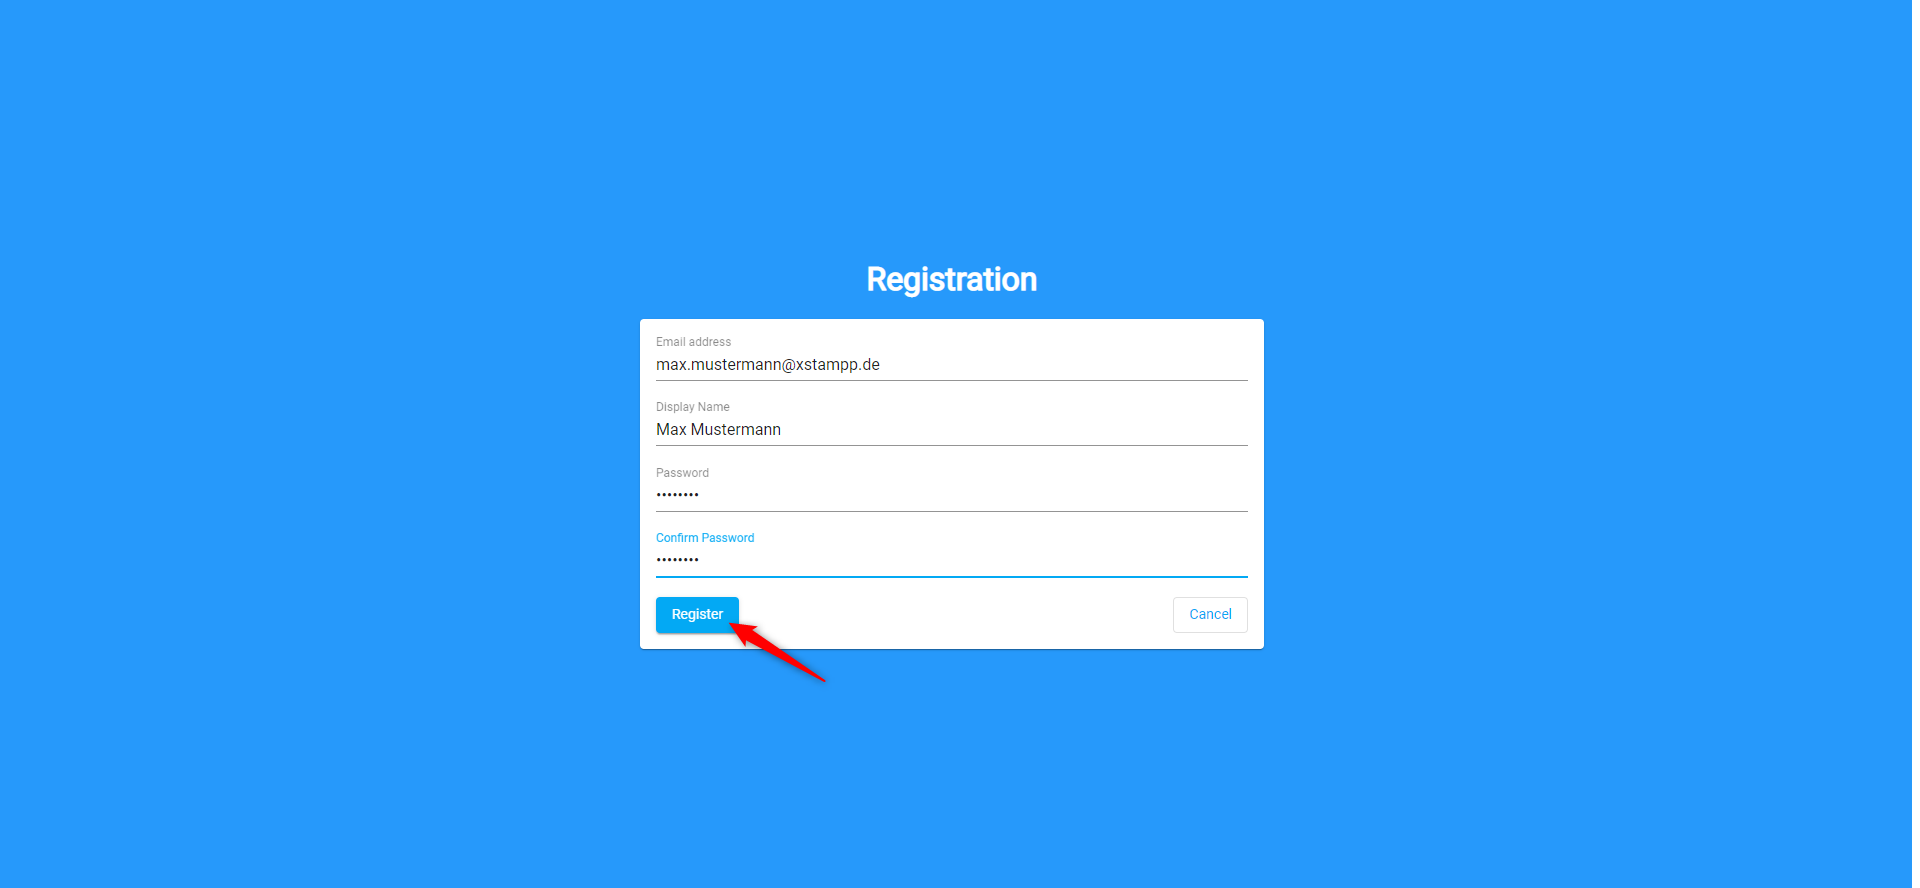 Registration
Email address
max.mustermann@xstampp.de
Display Name
Max Mustermann
Password
••••••••
Confirm Password
••••••••
Register
Cancel